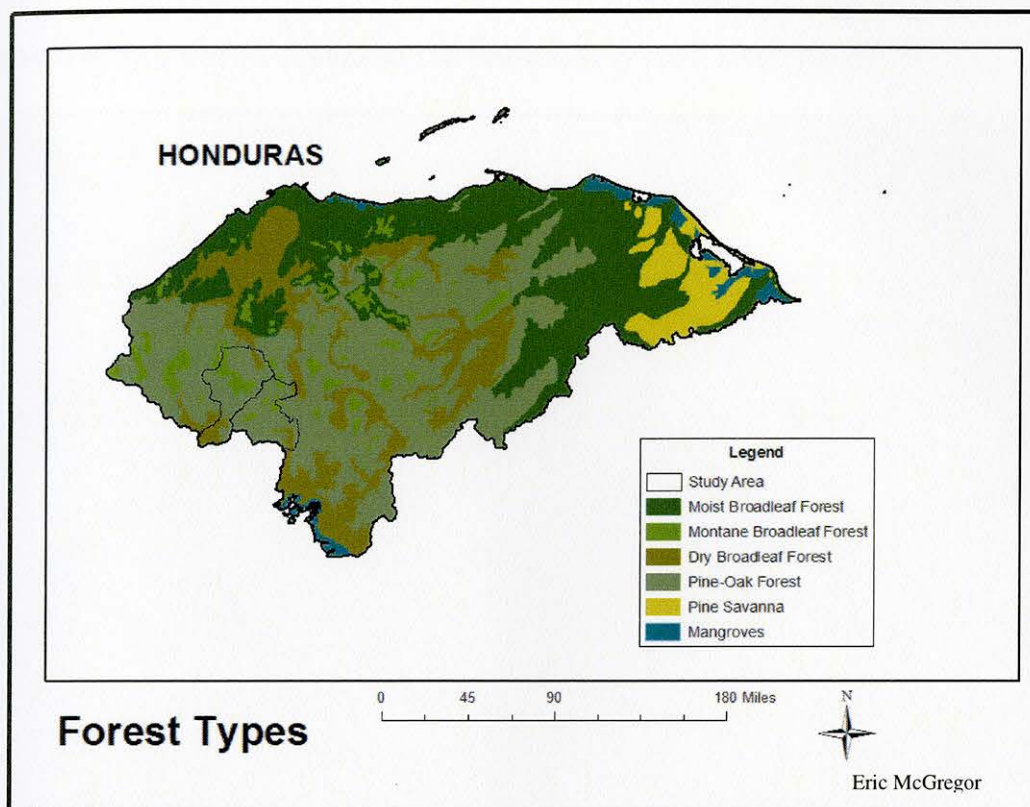 HONDURAS
Legend
Study Area
Moist Broadleaf Forest
Montane Broadleaf Forest
Dry Broadleaf Forest
Pine-Oak Forest
Pine Savanna
Mangroves
0 45 90 180 Miles
Forest Types
N
Eric McGregor